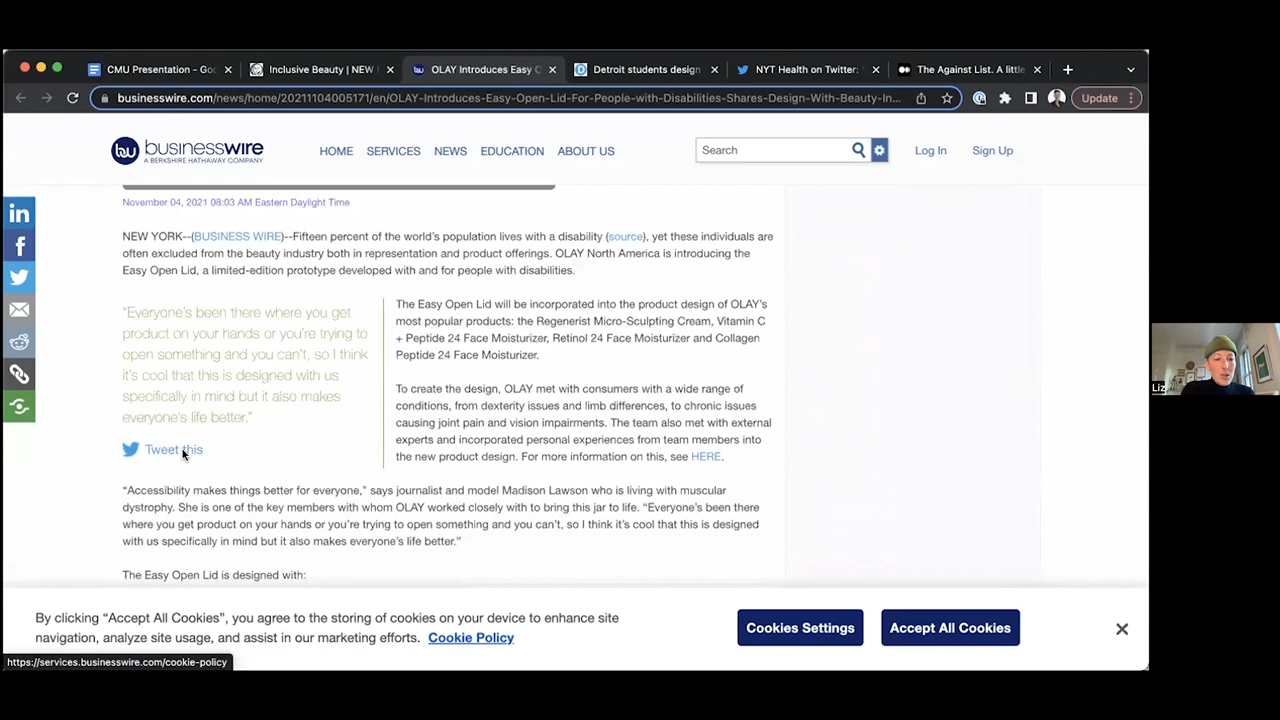 CMU Presentation - Goo
Inclusive Beauty | NEW
OLAY Introduces Easy O
Detroit students design
NYT Health on Twitter:
The Against List. A little
businesswire.com/news/home/20211104005171/en/OLAY-Introduces-Easy-Open-Lid-For-People-with-Disabilities-Shares-Design-With-Beauty-In...
Update
businesswire
A BERKSHIRE HATHAWAY COMPANY
HOME
SERVICES
NEWS
EDUCATION
ABOUT US
Search
Log In
Sign Up
November 04, 2021 08:03 AM Eastern Daylight Time
NEW YORK--(BUSINESS WIRE)--Fifteen percent of the world's population lives with a disability (source), yet these individuals are
often excluded from the beauty industry both in representation and product offerings. OLAY North America is introducing the
Easy Open Lid, a limited-edition prototype developed with and for people with disabilities.
"Everyone's been there where you get
product on your hands or you're trying to
open something and you can't, so I think
it's cool that this is designed with us
specifically in mind but it also makes
everyone's life better."
Tweet this
The Easy Open Lid will be incorporated into the product design of OLAY's
most popular products: the Regenerist Micro-Sculpting Cream, Vitamin C
+ Peptide 24 Face Moisturizer, Retinol 24 Face Moisturizer and Collagen
Peptide 24 Face Moisturizer.
To create the design, OLAY met with consumers with a wide range of
conditions, from dexterity issues and limb differences, to chronic issues
causing joint pain and vision impairments. The team also met with external
experts and incorporated personal experiences from team members into
the new product design. For more information on this, see HERE.
"Accessibility makes things better for everyone," says journalist and model Madison Lawson who is living with muscular
dystrophy. She is one of the key members with whom OLAY worked closely with to bring this jar to life. "Everyone's been there
where you get product on your hands or you're trying to open something and you can't, so I think it's cool that this is designed
with us specifically in mind but it also makes everyone's life better."
The Easy Open Lid is designed with:
By clicking "Accept All Cookies", you agree to the storing of cookies on your device to enhance site
navigation, analyze site usage, and assist in our marketing efforts. Cookie Policy
Cookies Settings
Accept All Cookies
https://services.businesswire.com/cookie-policy
Liz